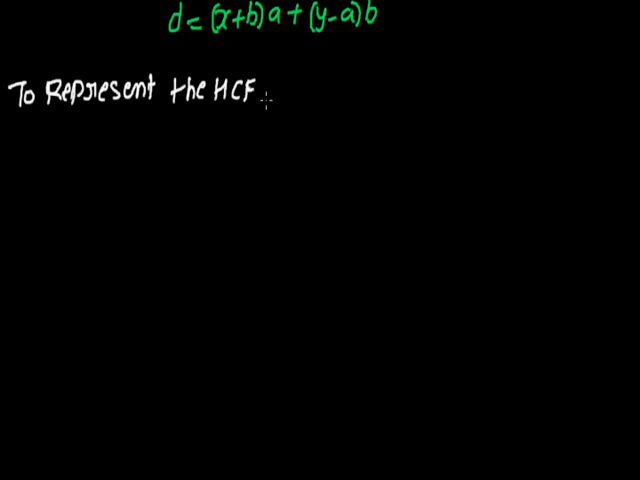 d = (x+b)a + (y-a)b
To Represent the HCF